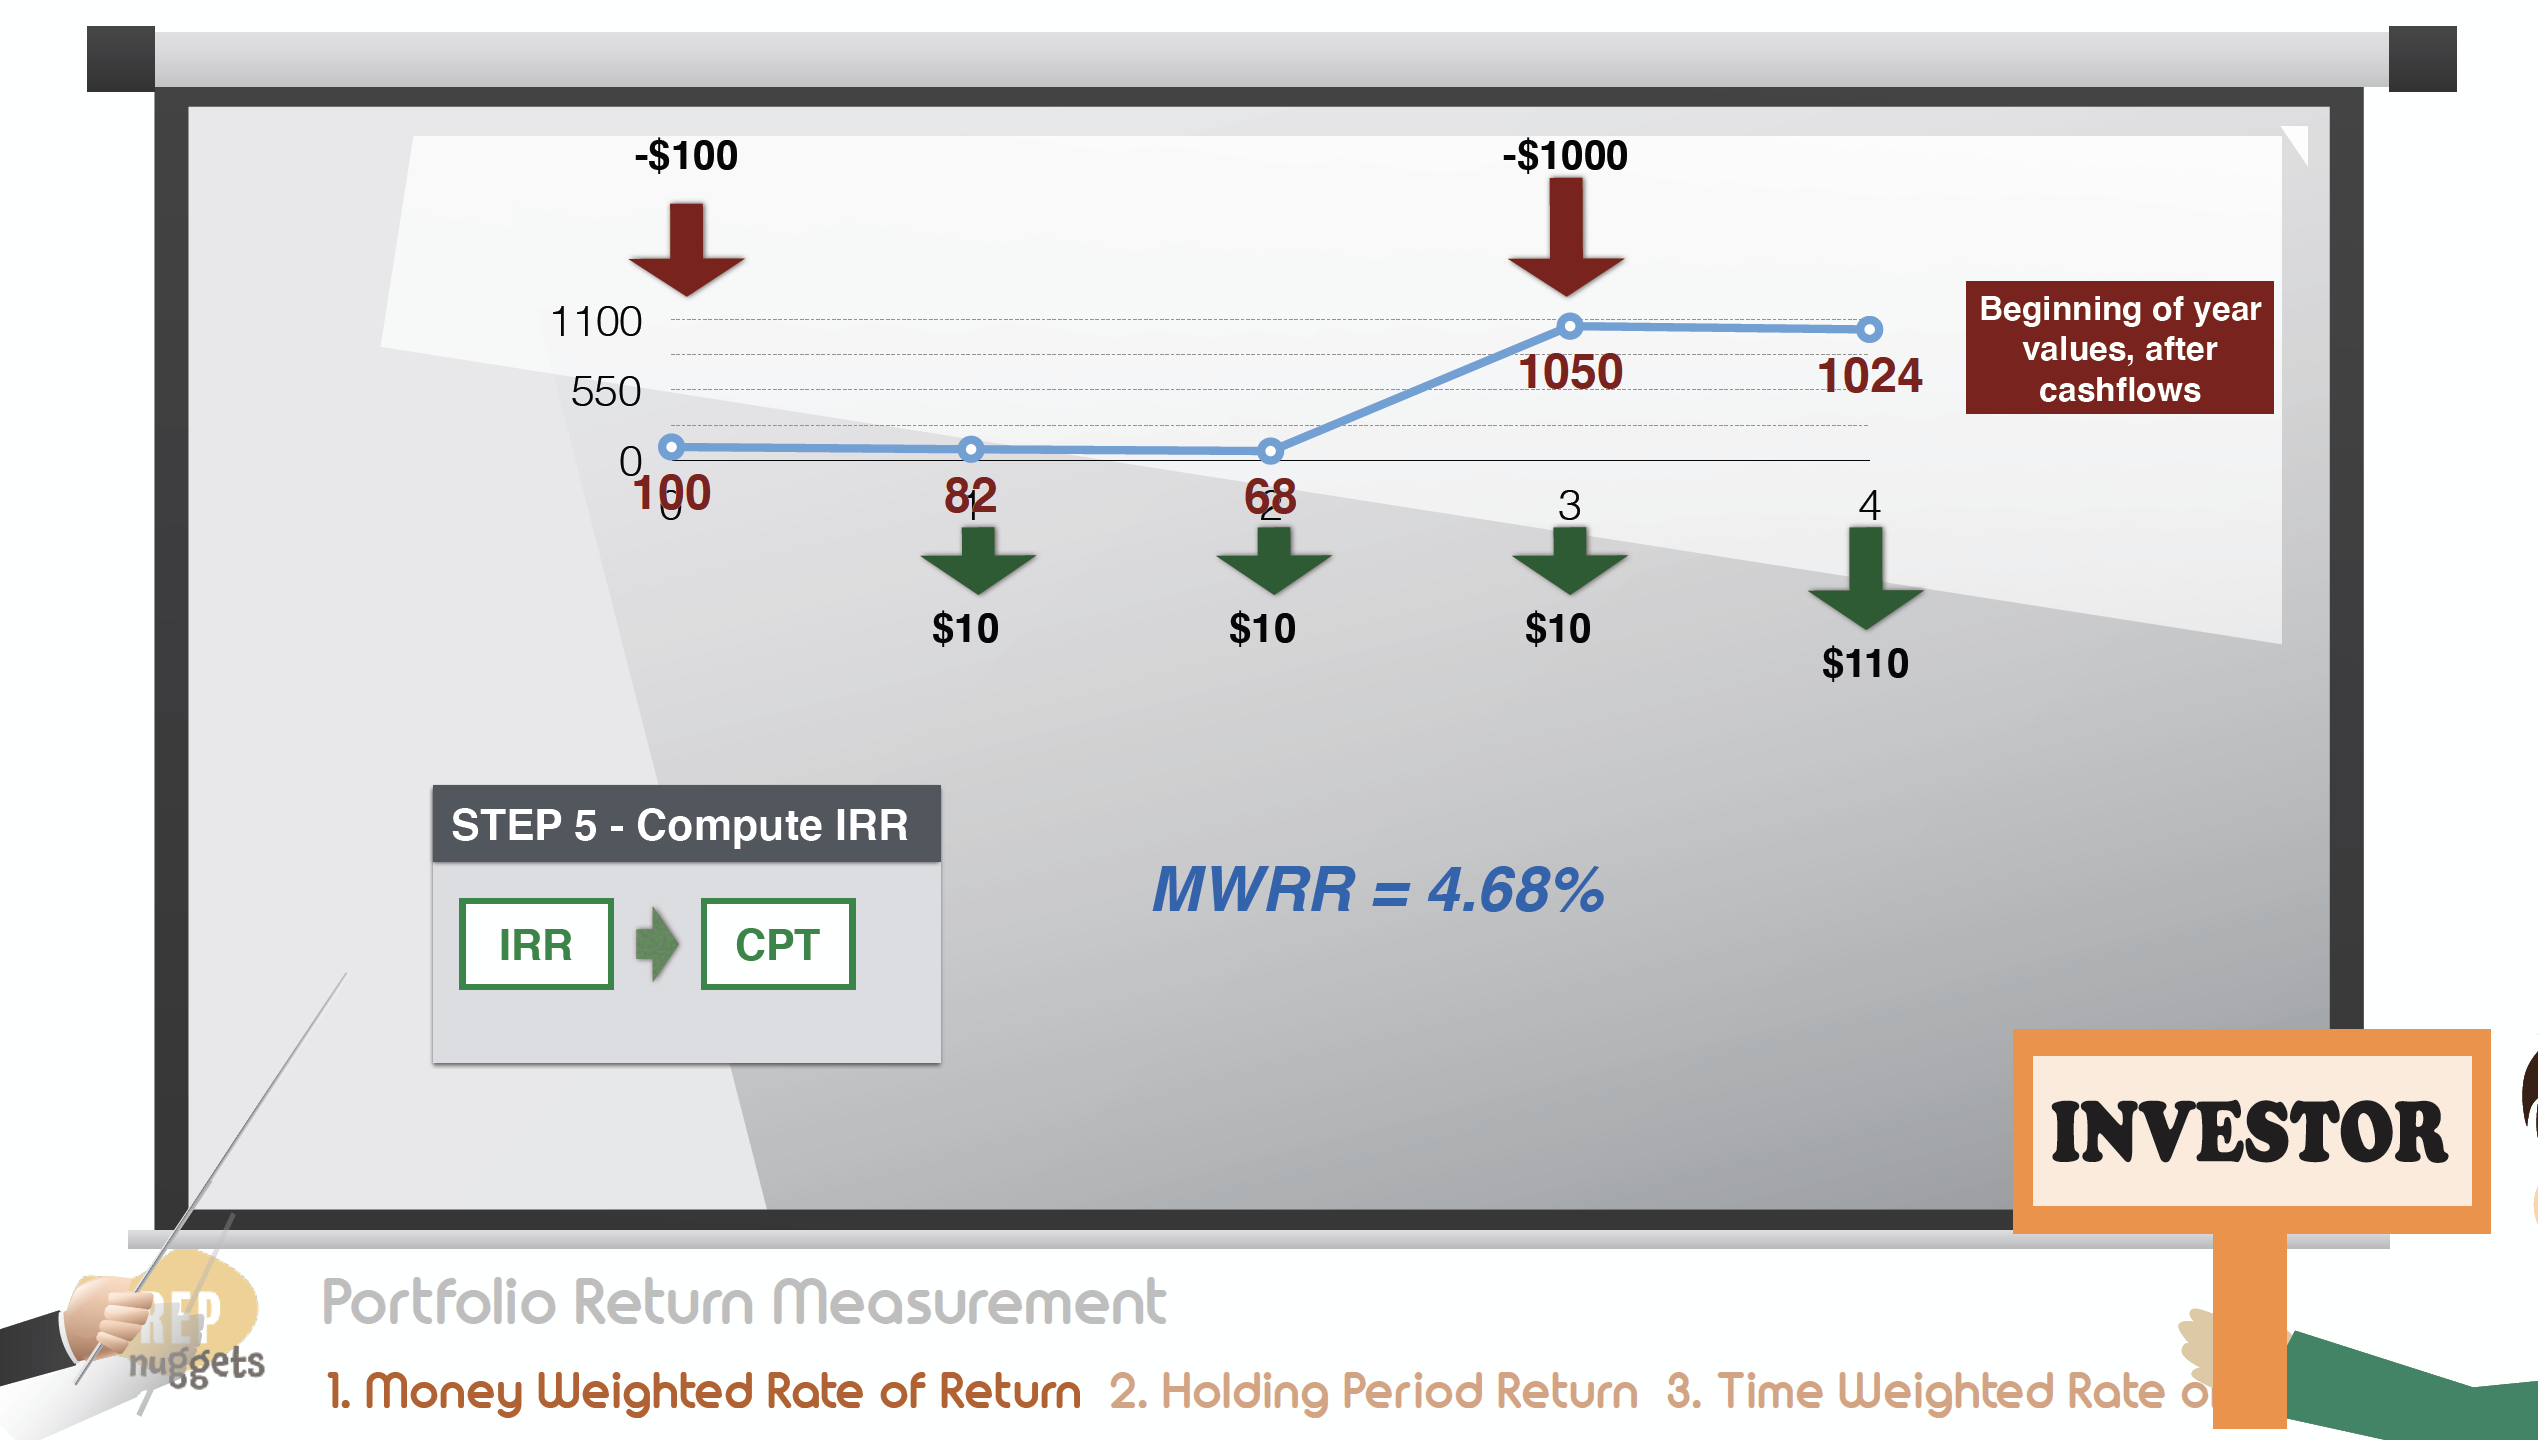 -$100
-$1000
1100
550
0
1050
1024
Beginning of year
values, after
cashflows
100
82
68
0
1
2
3
4
$10
$10
$10
$110
STEP 5 - Compute IRR
IRR
CPT
MWRR = 4.68%
INVESTOR
REP
nuggets
Portfolio Return Measurement
1. Money Weighted Rate of Return 2. Holding Period Return 3. Time Weighted Rate o